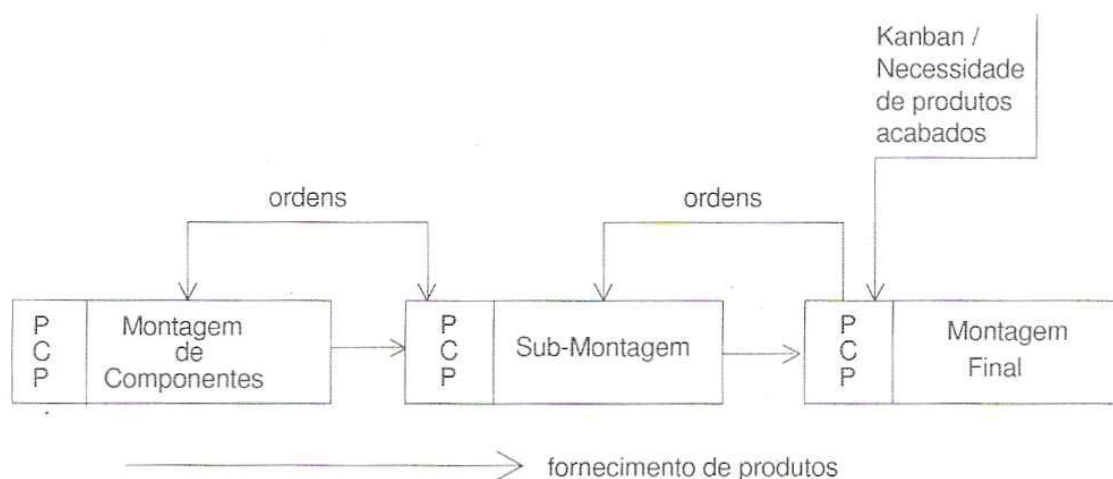 Kanban /
Necessidade
de produtos
acabados
ordens
ordens
P
C
P
Montagem
de
Componentes
P
C
P
Sub-Montagem
P
C
P
Montagem
Final
fornecimento de produtos